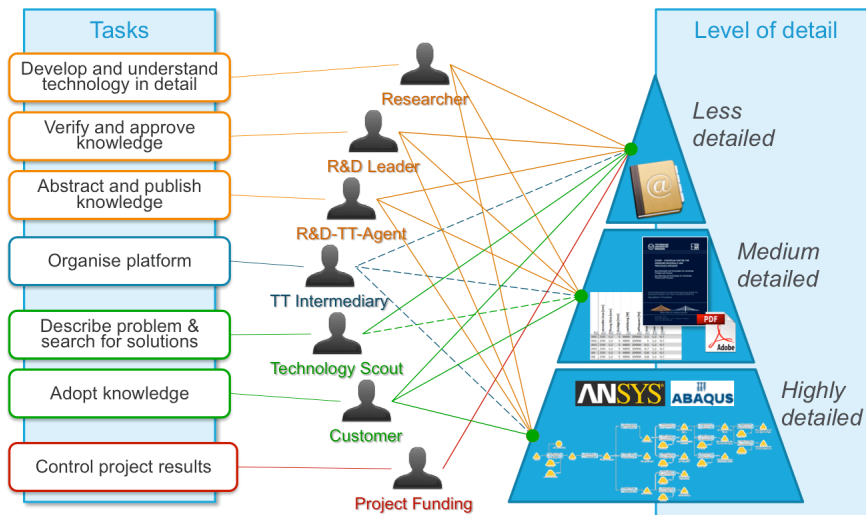 Tasks
Level of detail
Develop and understand
technology in detail
Verify and approve
knowledge
Abstract and publish
knowledge
Organise platform
Describe problem &
search for solutions
Adopt knowledge
Control project results
Researcher
R&D Leader
R&D-TT-Agent
TT Intermediary
Technology Scout
Customer
Project Funding
Less
detailed
@
Medium
detailed
PDF
Adobe
Highly
detailed
ANSYS
ABAQUS